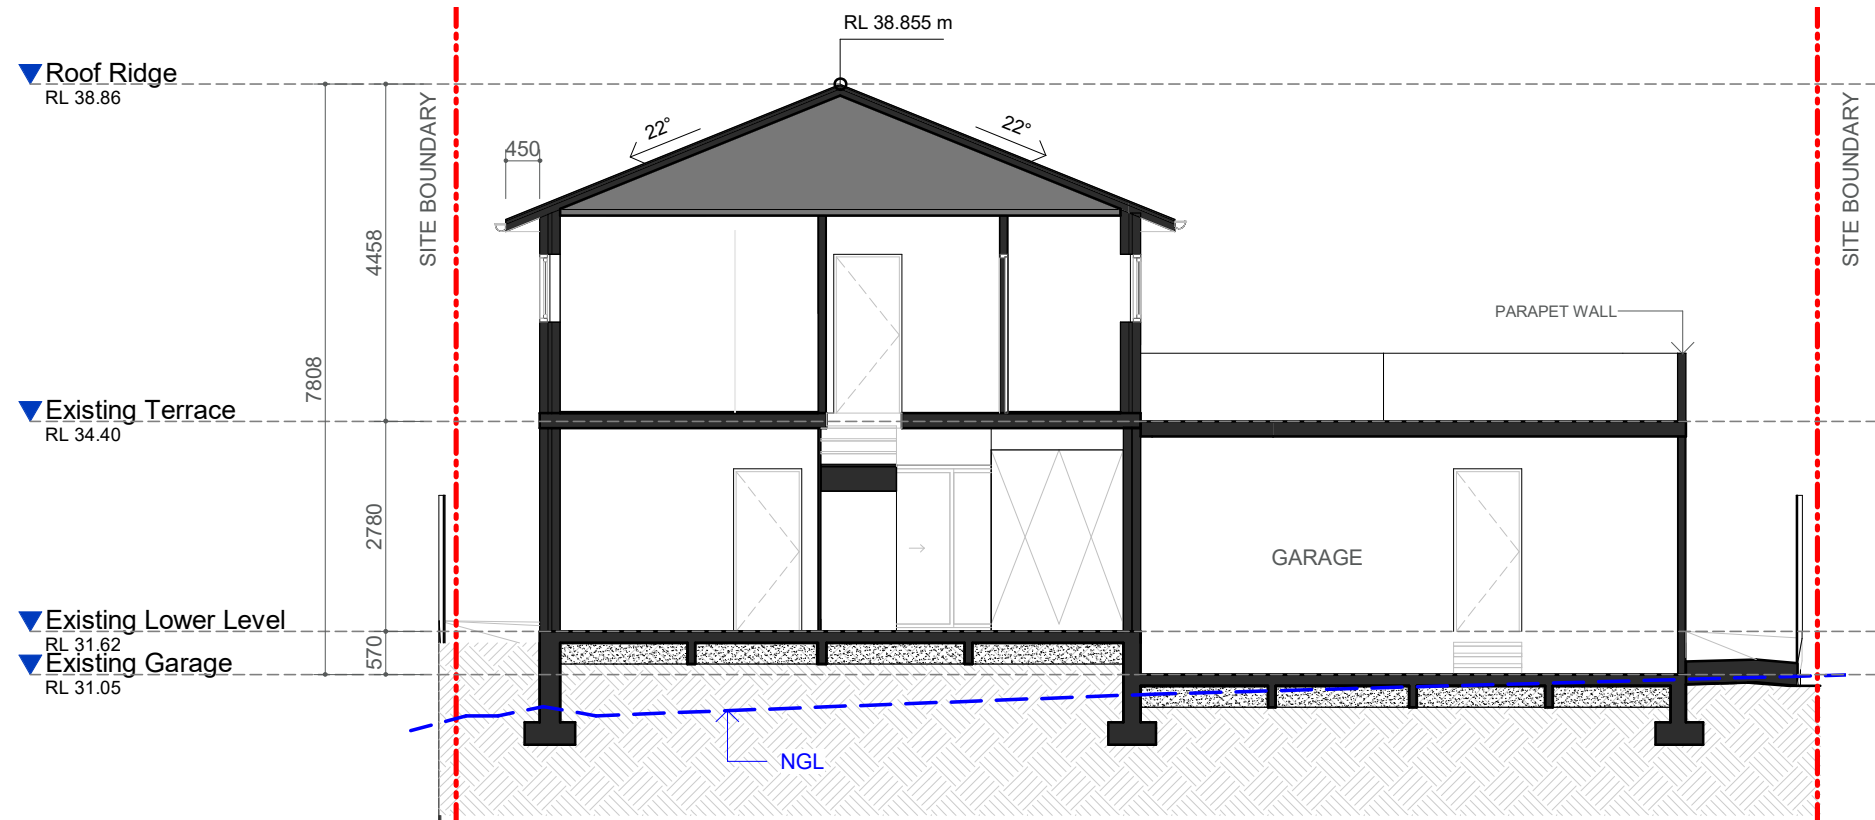 RL 38.855 m
Roof Ridge
RL 38.86
SITE BOUNDARY
SITE BOUNDARY
22°
22°
450
4458
7808
PARAPET WALL
Existing Terrace
RL 34.40
2780
GARAGE
Existing Lower Level
RL 31.62
570
Existing Garage
RL 31.05
NGL